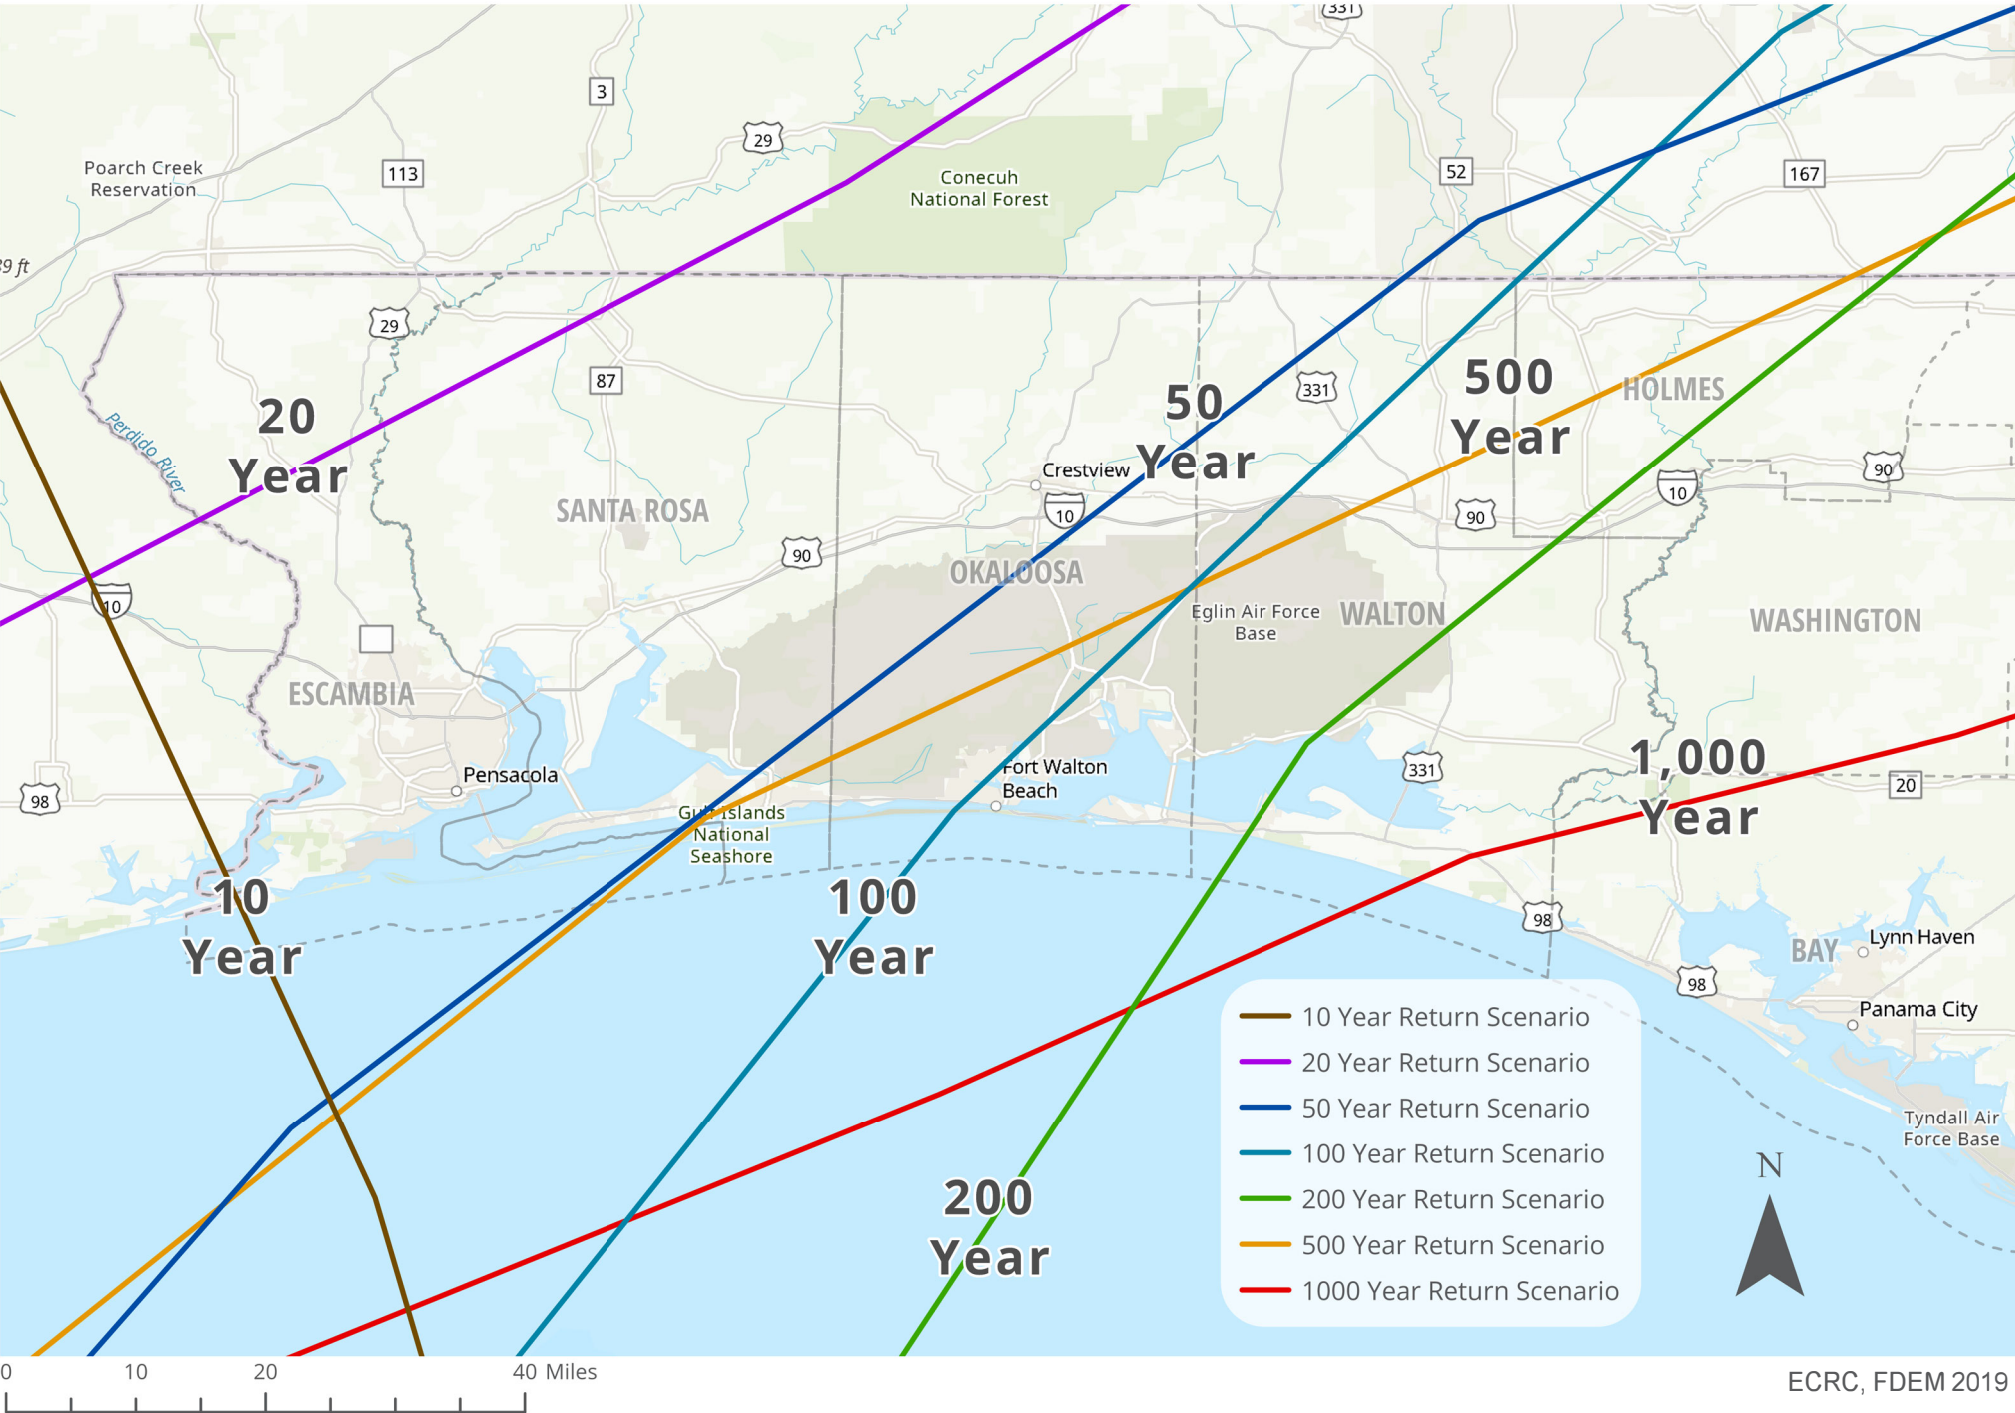 331
3
29
Poarch Creek
Reservation
113
52
167
Conecuh
National Forest
39 ft
29
20
Year
87
50
Year
331
500
Year
HOLMES
Perdido River
Crestview
10
90
10
90
SANTA ROSA
90
OKALOOSA
Eglin Air Force
Base
WALTON
WASHINGTON
10
ESCAMBIA
98
Pensacola
Fort Walton
Beach
331
1,000
Year
20
Gulf Islands
National
Seashore
10
Year
100
Year
98
BAY
Lynn Haven
98
Panama City
10 Year Return Scenario
20 Year Return Scenario
50 Year Return Scenario
100 Year Return Scenario
200 Year Return Scenario
500 Year Return Scenario
1000 Year Return Scenario
Tyndall Air
Force Base
N
200
Year
0 10 20 40 Miles
ECRC, FDEM 2019